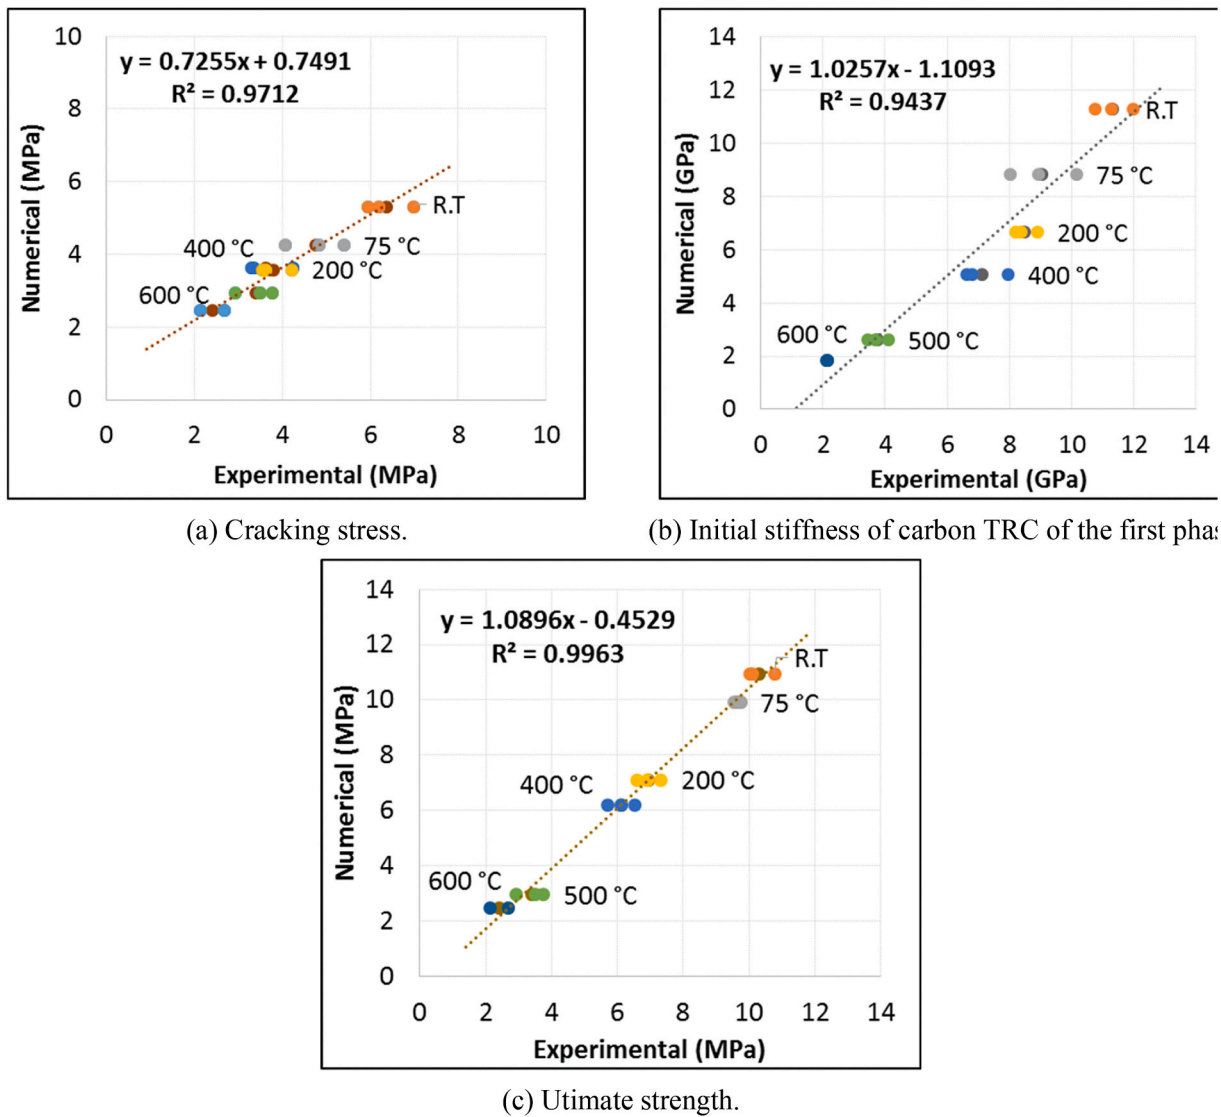 10
8
6
4
2
0
y = 0.7255x + 0.7491
R² = 0.9712
R.T
400 °C
75 °C
200 °C
600 °C
Numerical (MPa)
0 2 4 6 8 10
Experimental (MPa)
(a) Cracking stress.
14
12
10
8
6
4
2
0
y = 1.0257x - 1.1093
R² = 0.9437
R.T
75 °C
200 °C
400 °C
600 °C
500 °C
Numerical (GPa)
0 2 4 6 8 10 12 14
Experimental (GPa)
(b) Initial stiffness of carbon TRC of the first phas
14
12
10
8
6
4
2
0
y = 1.0896x - 0.4529
R² = 0.9963
R.T
75 °C
400 °C
200 °C
600 °C
500 °C
Numerical (MPa)
0 2 4 6 8 10 12 14
Experimental (MPa)
(c) Utimate strength.